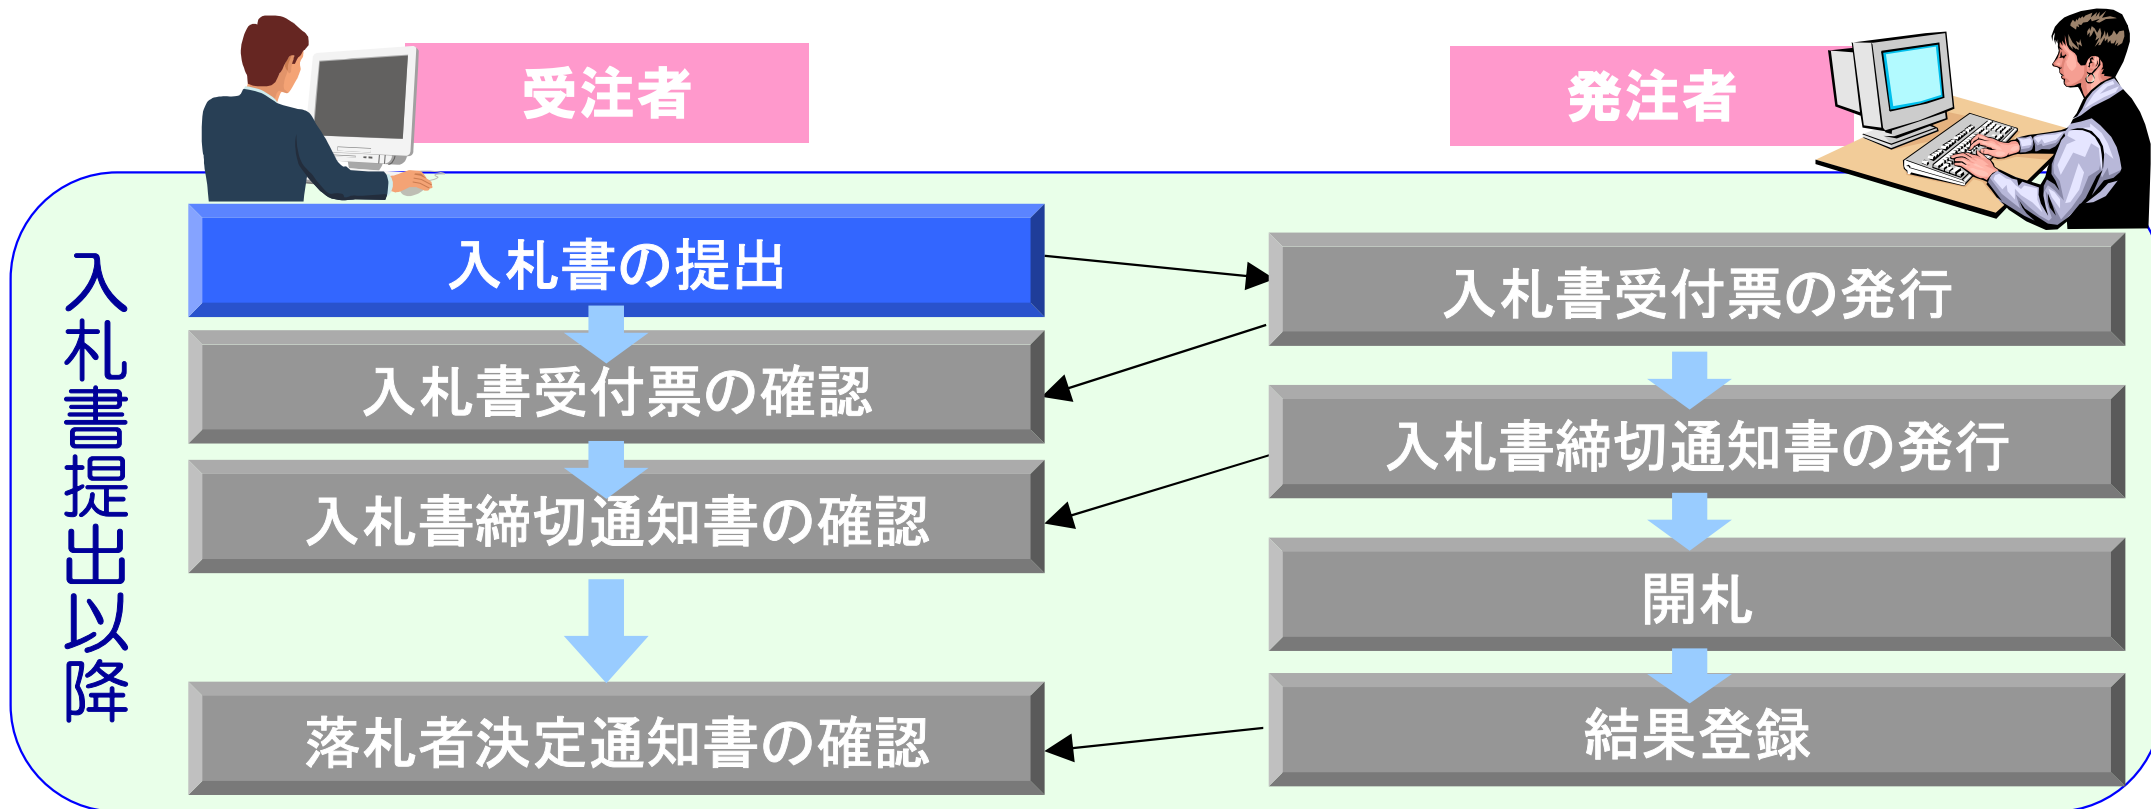 受注者
発注者
入札書提出以降
入札書の提出
入札書受付票の確認
入札書締切通知書の確認
落札者決定通知書の確認
入札書受付票の発行
入札書締切通知書の発行
開札
結果登録